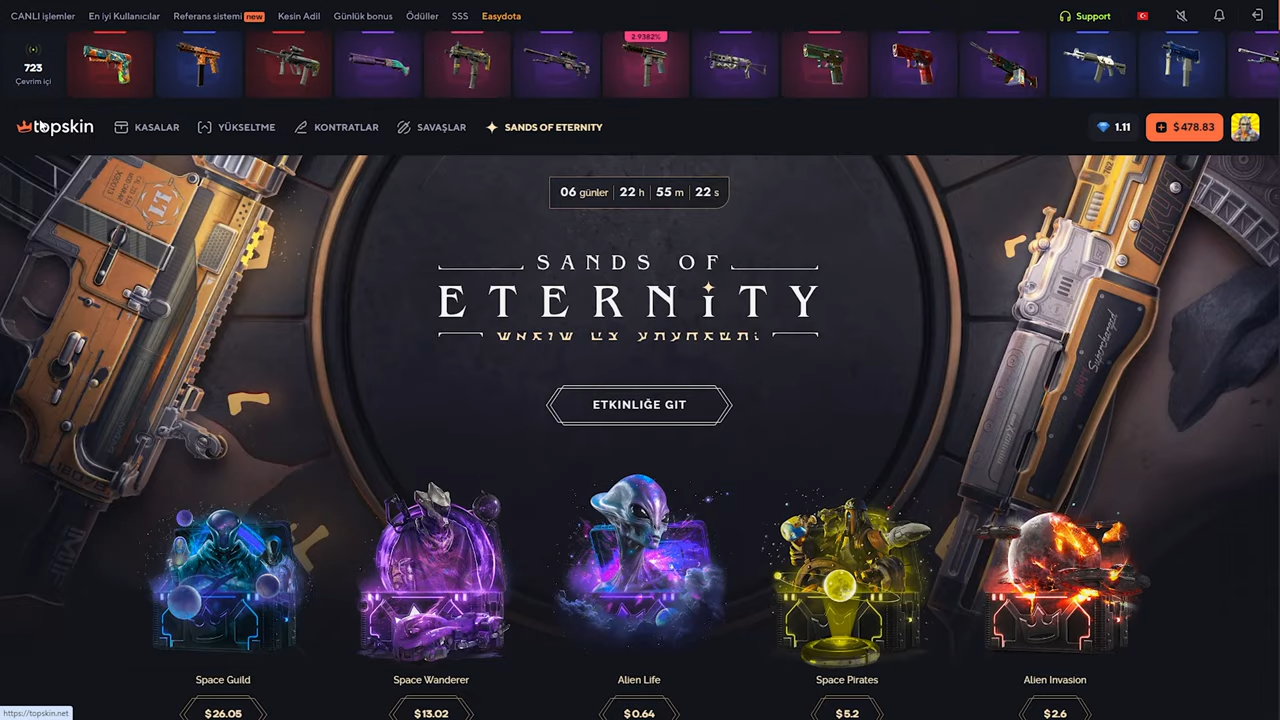 CANLI işlemler En iyi Kullanıcılar Referans sistemi new Kesin Adil Günlük bonus Ödüller SSS Easydota Support
2.9382%
723
Çevrim içi
topskin KASALAR YÜKSELTME KONTRATLAR SAVAŞLAR SANDS OF ETERNITY 1.11 $478.83
06 günler 22 h 55 m 22 s
SANDS OF
ETERNiTY
ETKINLIĞE GIT
Supercharged
Space Guild Space Wanderer Alien Life Space Pirates Alien Invasion
$26.05 $13.02 $0.64 $5.2 $2.6
https://topskin.net